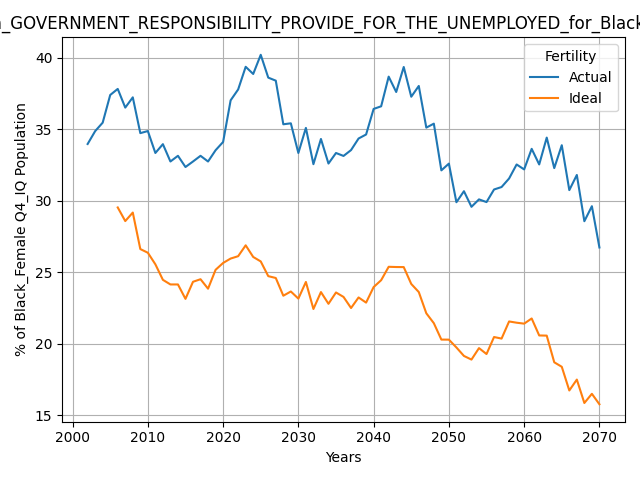 _GOVERNMENT_RESPONSIBILITY_PROVIDE_FOR_THE_UNEMPLOYED_for_Black
Fertility
Actual
Ideal
% of Black_Female Q4_IQ Population
40
35
30
25
20
15
2000 2010 2020 2030 2040 2050 2060 2070
Years